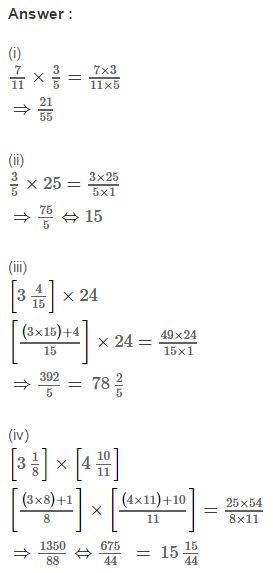 Answer :
(i)
7/11 × 3/5 = 7×3/11×5
⇒ 21/55
(ii)
3/5 × 25 = 3×25/5×1
⇒ 75/5 ⇔ 15
(iii)
[3 4/15] × 24
[(3×15)+4/15] × 24 = 49×24/15×1
⇒ 392/5 = 78 2/5
(iv)
[3 1/8] × [4 10/11]
[(3×8)+1/8] × [(4×11)+10/11] = 25×54/8×11
⇒ 1350/88 ⇔ 675/44 = 15 15/44